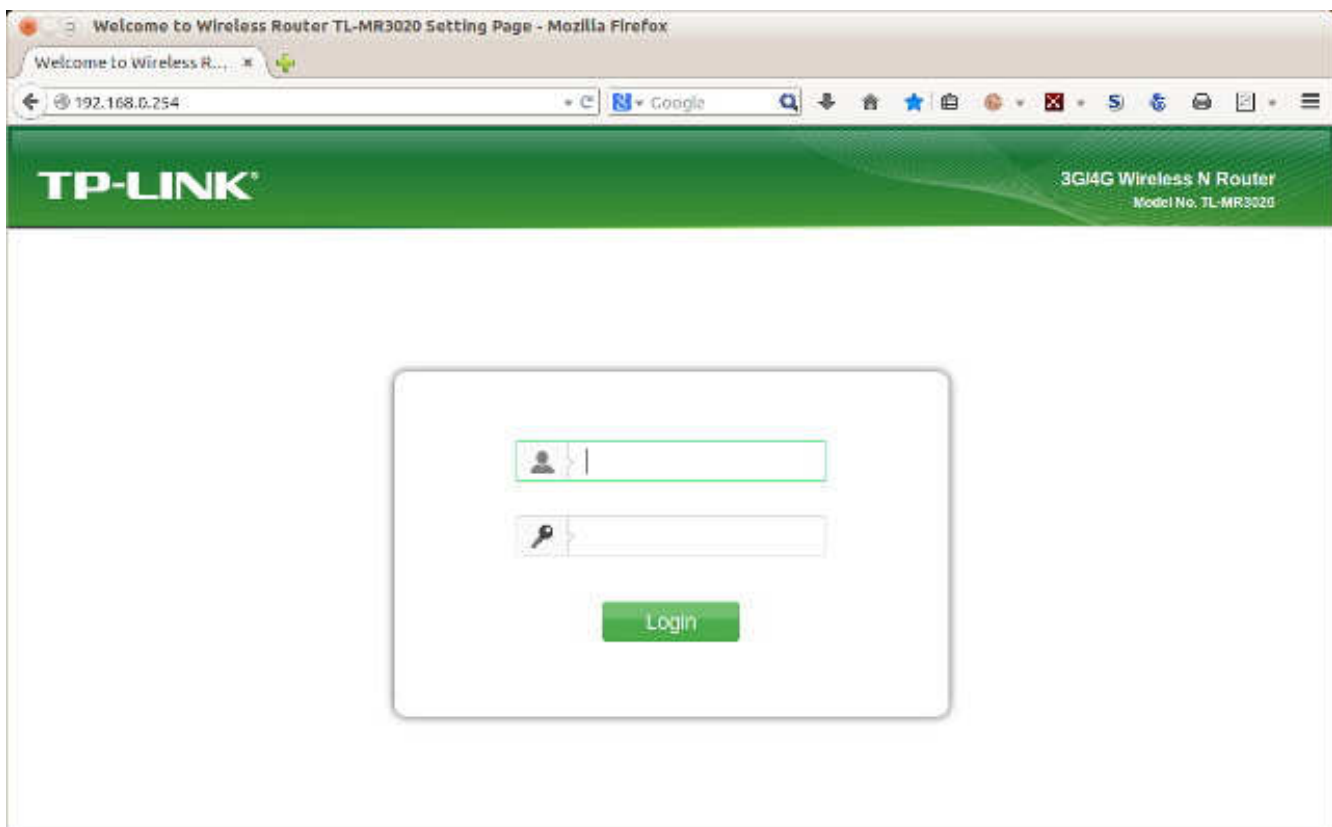 Welcome to Wireless Router TL-MR3020 Setting Page - Mozilla Firefox
Welcome to Wireless R...
192.168.0.254
Google
TP-LINK®
3G/4G Wireless N Router
Model No. TL-MR3020
Login